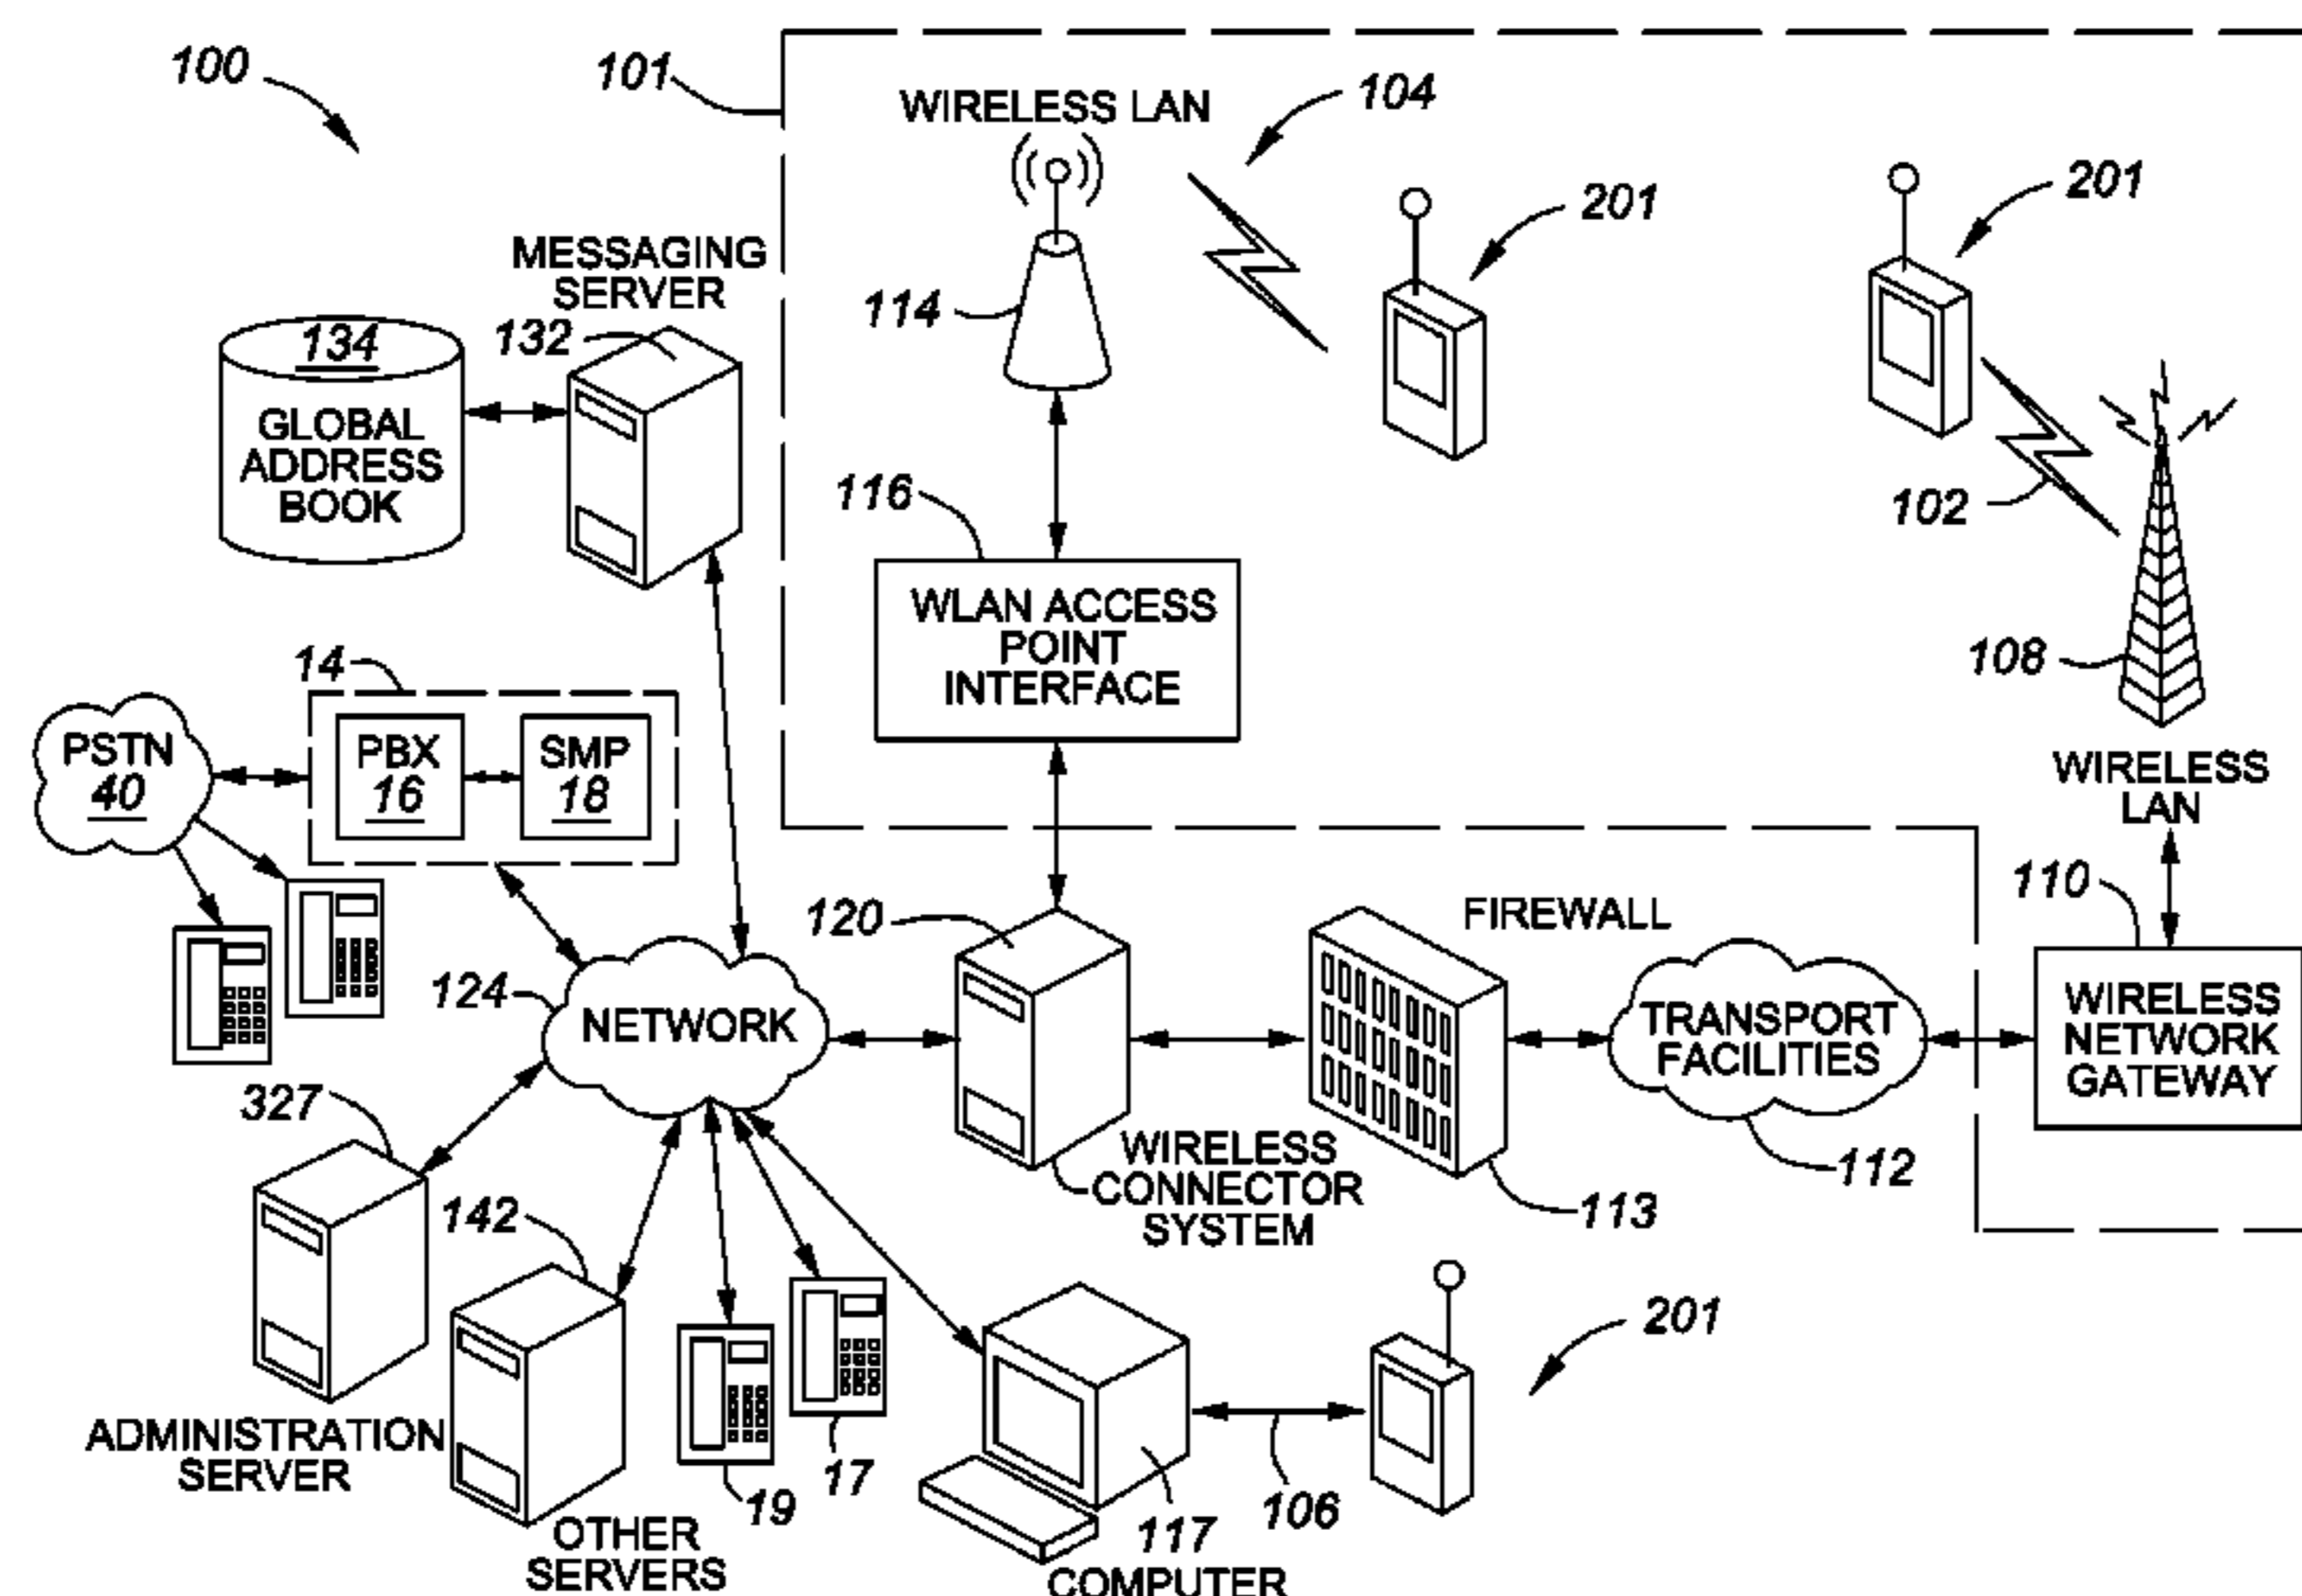 100
101
WIRELESS LAN
104
201
201
MESSAGING
SERVER
132
114
134
GLOBAL
ADDRESS
BOOK
116
102
WLAN ACCESS
POINT
INTERFACE
108
14
PSTN
40
PBX
16
SMP
18
WIRELESS
LAN
110
120
FIREWALL
124
NETWORK
TRANSPORT
FACILITIES
WIRELESS
NETWORK
GATEWAY
327
WIRELESS
CONNECTOR
SYSTEM
112
113
142
201
ADMINISTRATION
SERVER
17
19
106
117
OTHER
SERVERS
COMPUTER